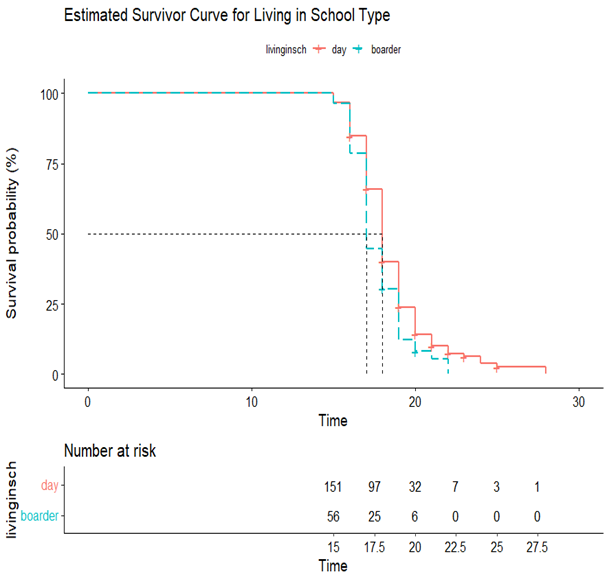 Estimated Survivor Curve for Living in School Type
livinginsch day boarder
Survival probability (%)
100
75
50
25
0
0 10 20 30
Time
Number at risk
livinginsch
day 151 97 32 7 3 1
boarder 56 25 6 0 0 0
15 17.5 20 22.5 25 27.5
Time